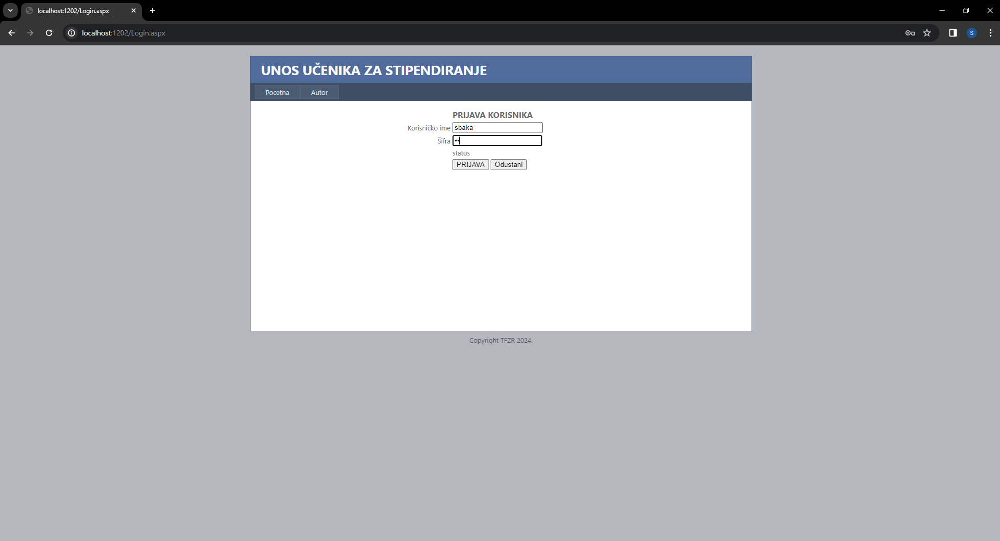 localhost:1202/Login.aspx
localhost:1202/Login.aspx
S
UNOS UČENIKA ZA STIPENDIRANJE
Pocetna Autor
PRIJAVA KORISNIKA
Korisničko ime sbaka
Šifra ••
status
PRIJAVA Odustani
Copyright TFZR 2024.